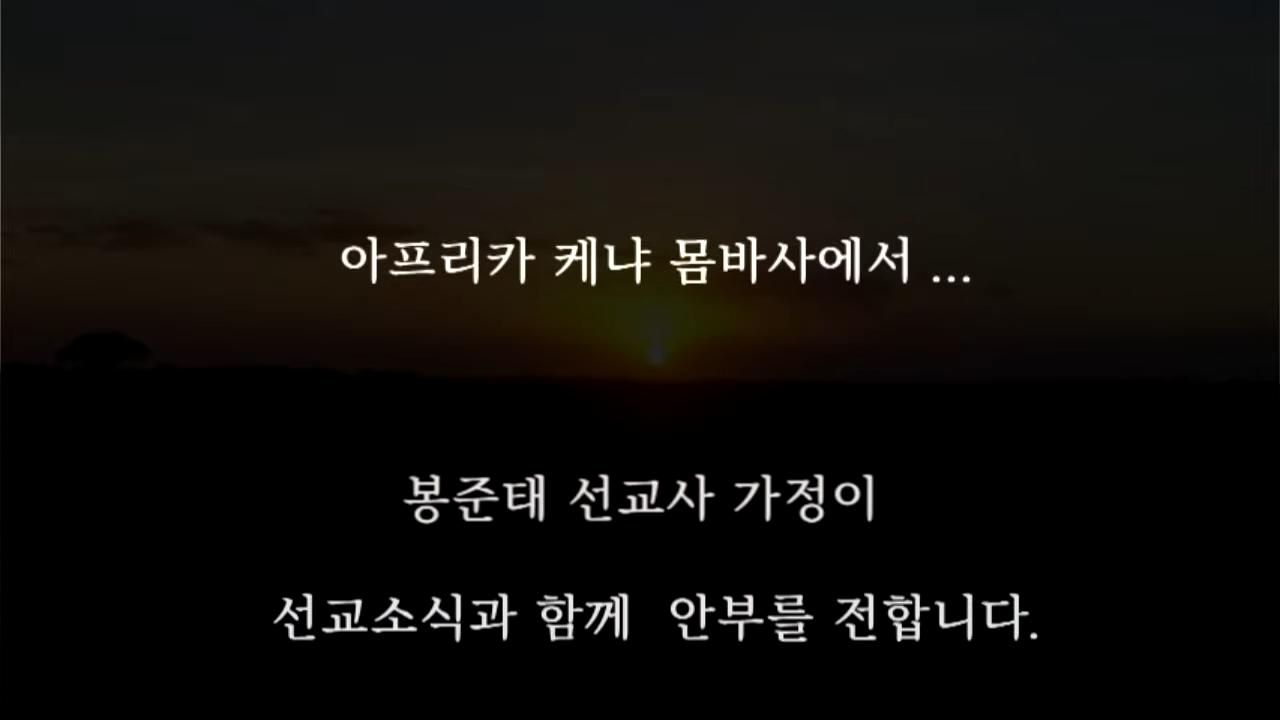 아프리카 케냐 몸바사에서 ...
봉준태 선교사 가정이
선교소식과 함께 안부를 전합니다.